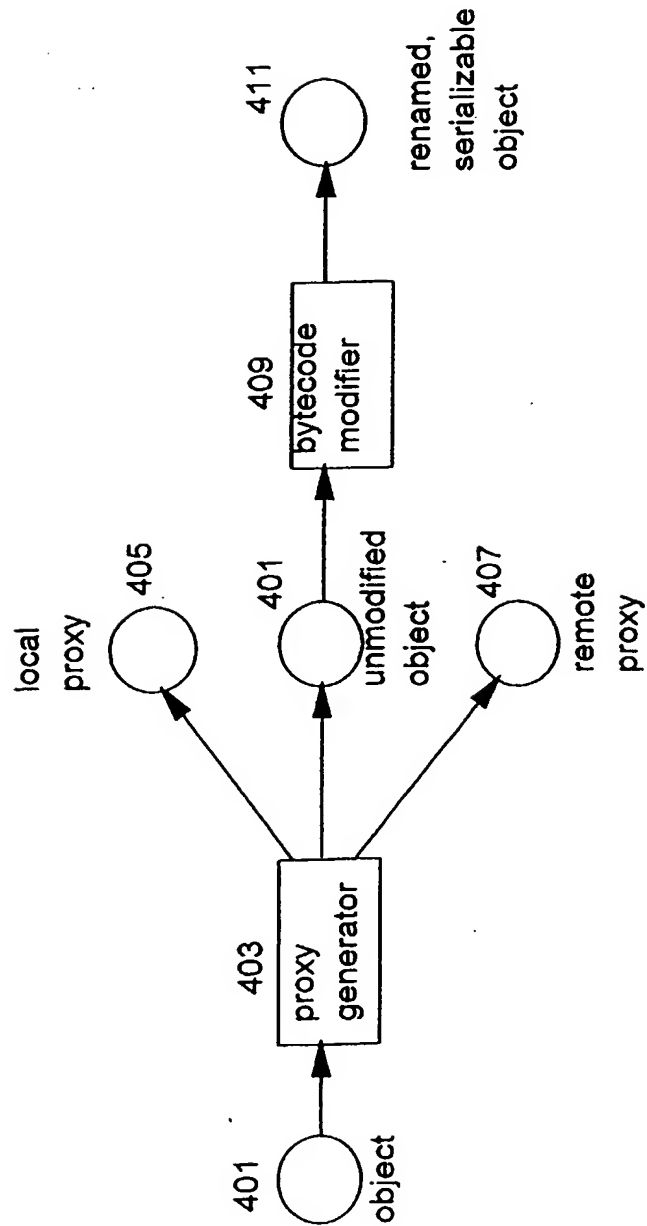 401
object
403
proxy
generator
local
proxy
405
401
unmodified
object
407
remote
proxy
409
bytecode
modifier
411
renamed,
serializable
object